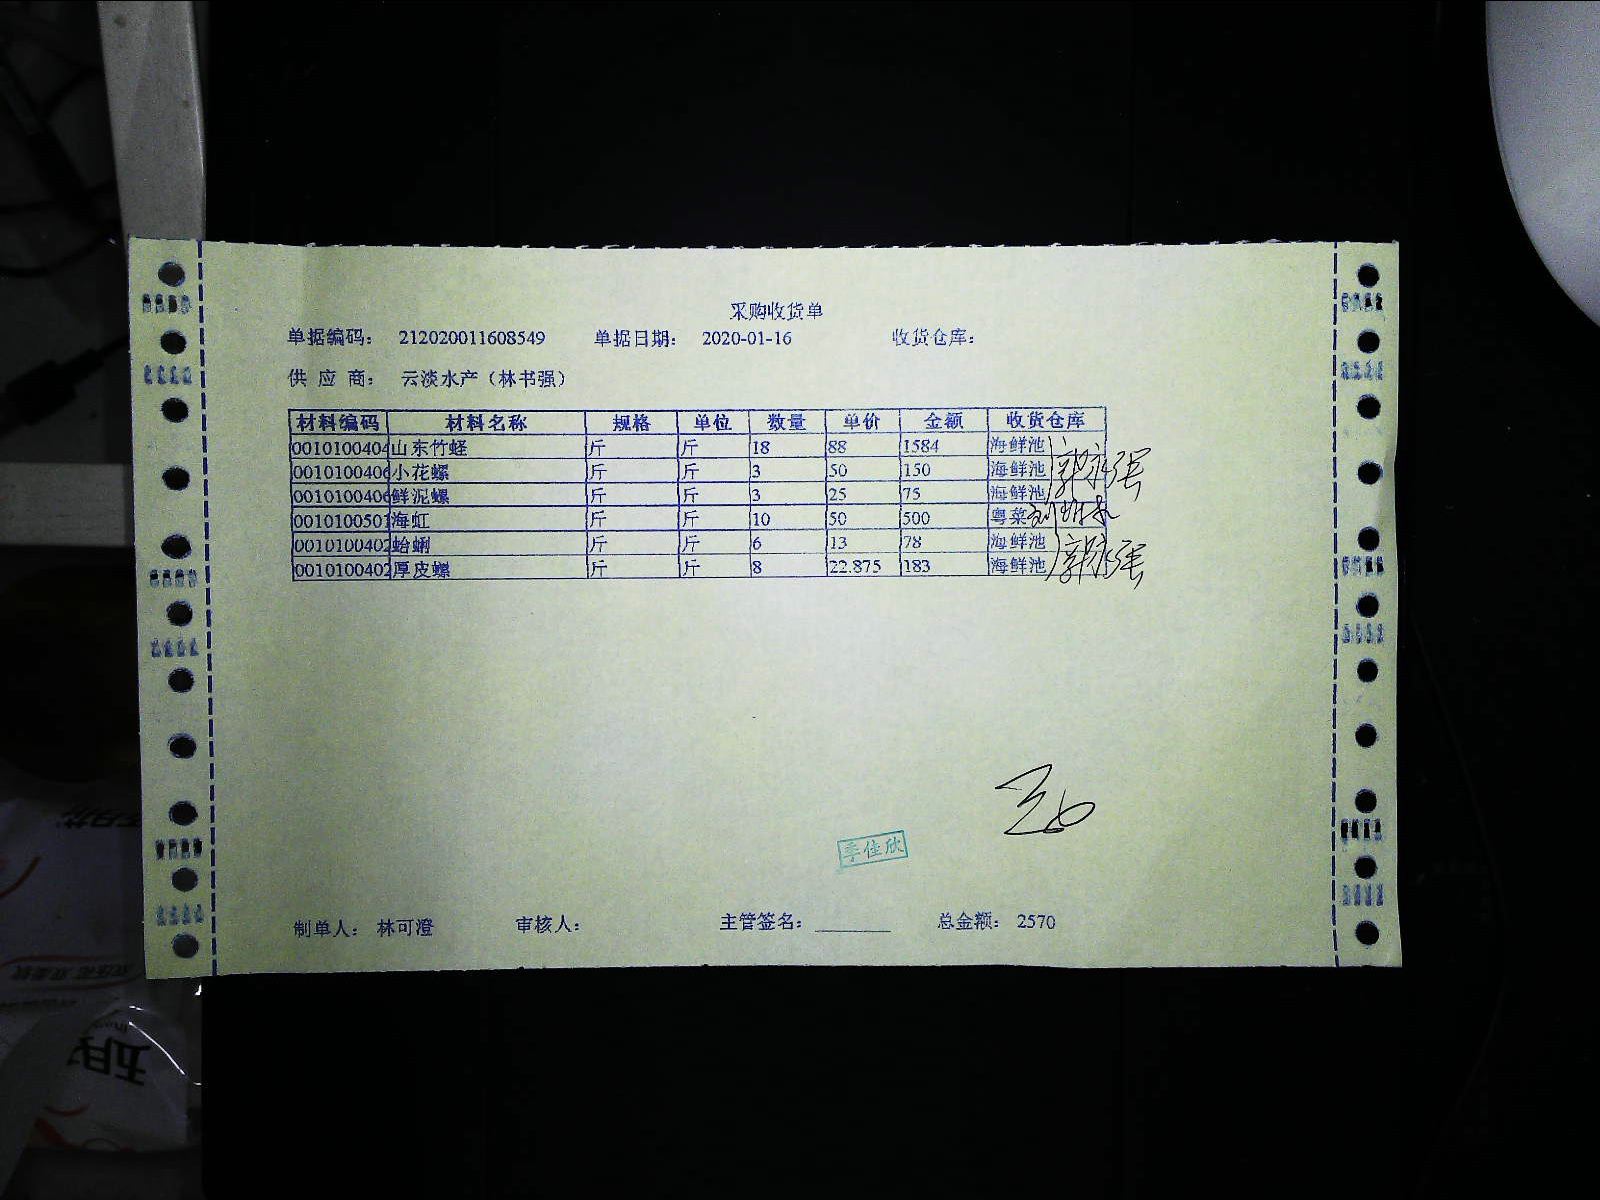 采购收货单
单据编码： 212020011608549 单据日期： 2020-01-16 收货仓库：
供 应 商： 云淡水产（林书强）
材料编码 材料名称 规格 单位 数量 单价 金额 收货仓库
0010100404 山东竹蛏 斤 斤 18 88 1584 海鲜池
0010100406 小花螺 斤 斤 3 50 150 海鲜池
0010100406 鲜泥螺 斤 斤 3 25 75 海鲜池
0010100501 海虹 斤 斤 10 50 500 粤菜
0010100402 蛤蜊 斤 斤 6 13 78 海鲜池
0010100402 厚皮螺 斤 斤 8 22.875 183 海鲜池
季佳欣
制单人： 林可澄 审核人： 主管签名： 总金额： 2570